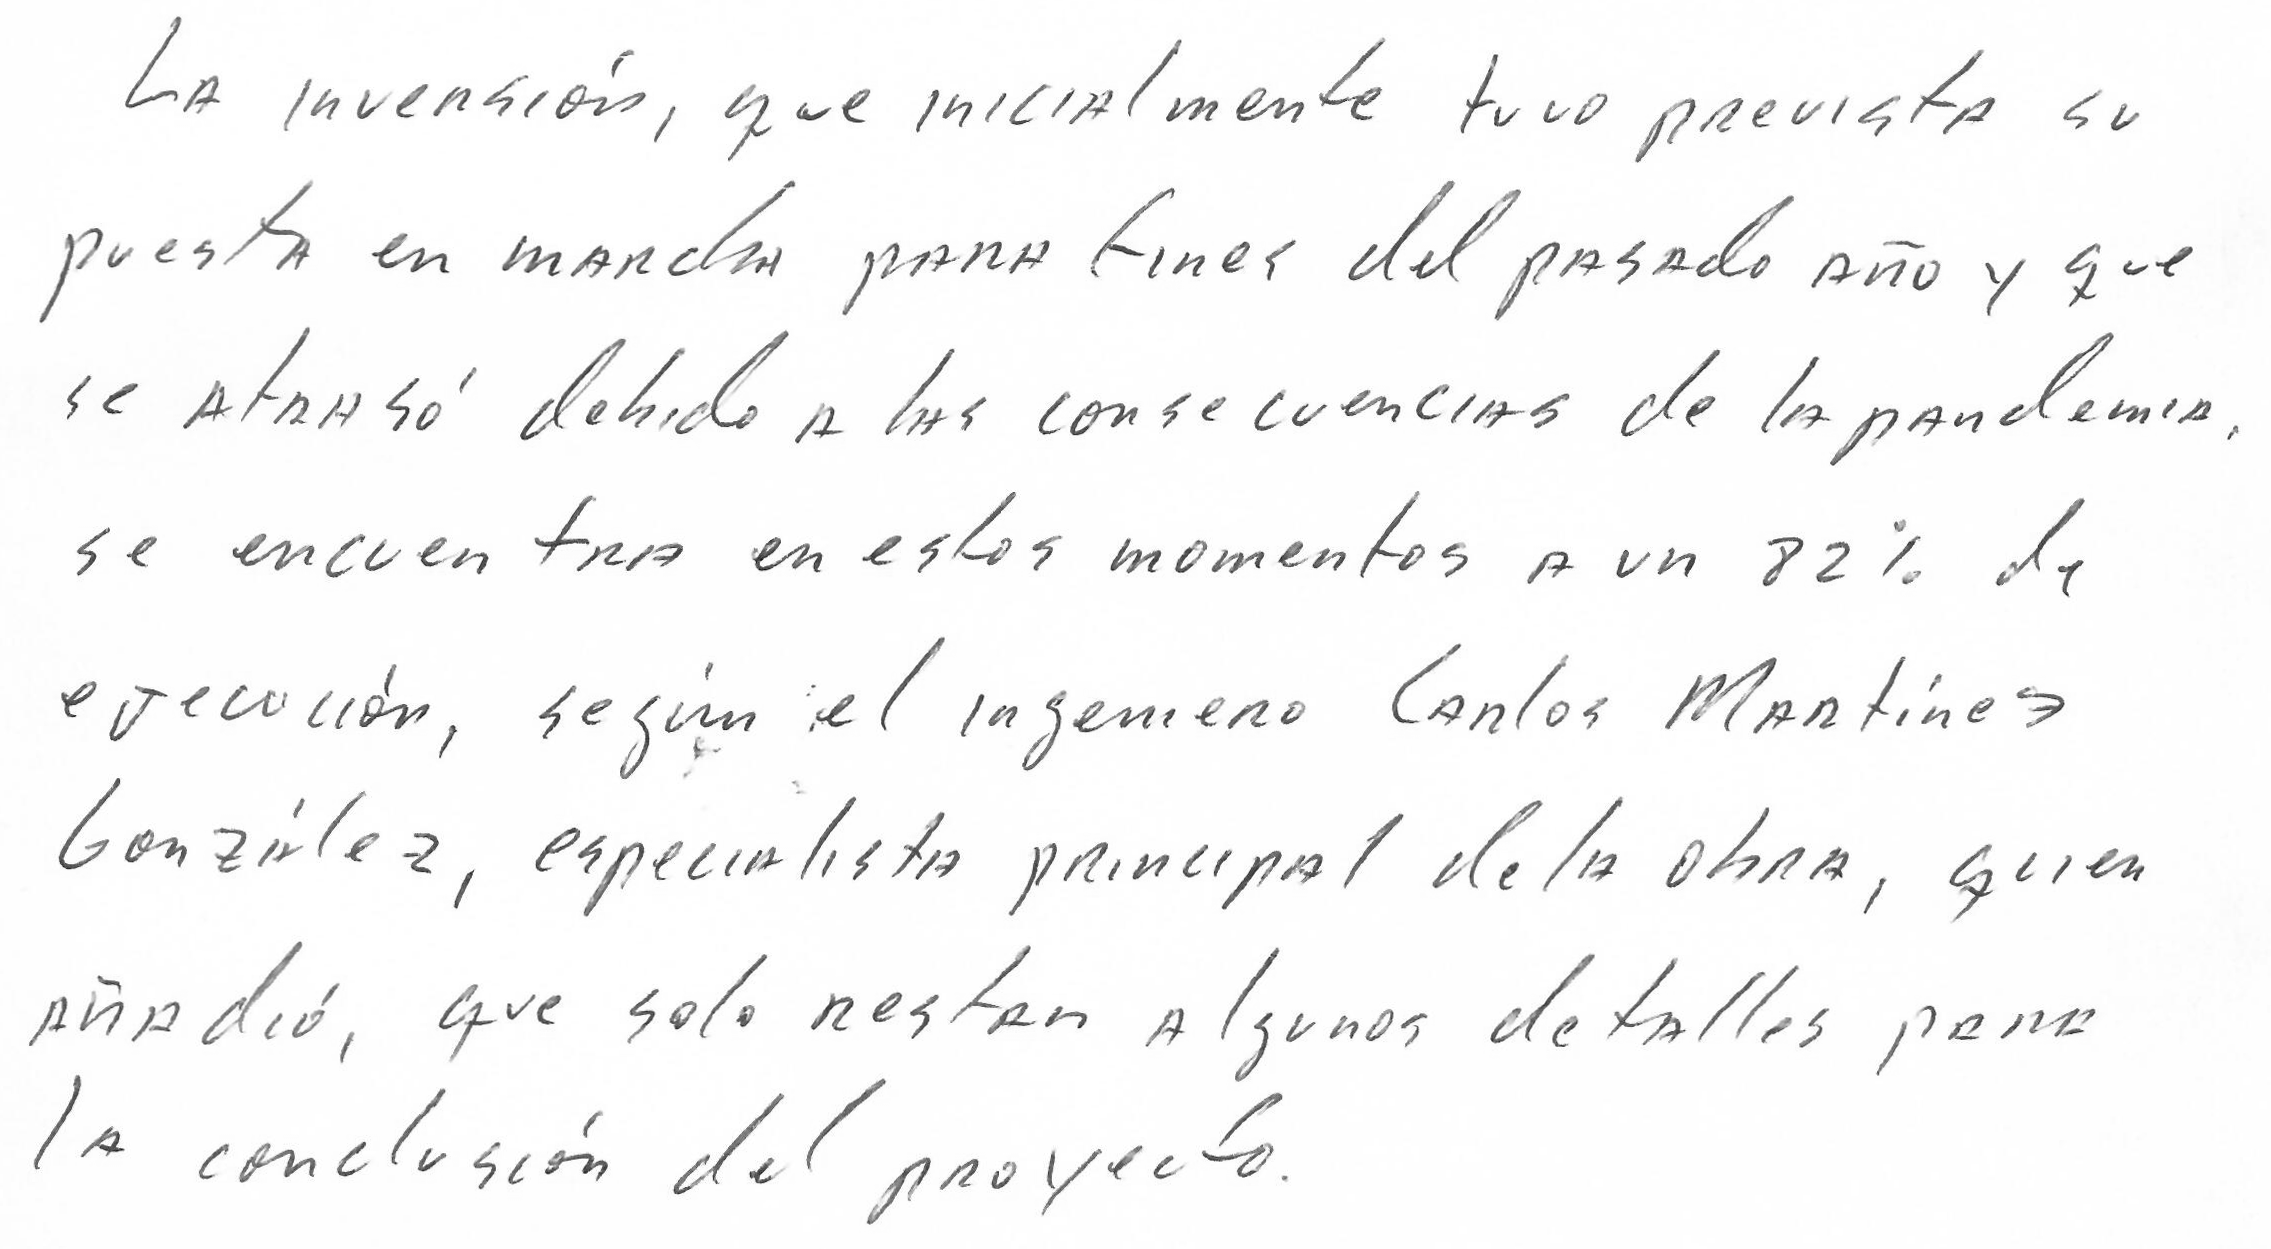 La inversión, que inicialmente tuvo prevista su
puesta en marcha para fines del pasado año y que
se atrasó debido a las consecuencias de la pandemia,
se encuentra en estos momentos a un 82% de
ejecución, según el ingeniero Carlos Martínez
González, especialista principal de la obra, quien
añadió, que solo restan algunos detalles para
la conclusión del proyecto.